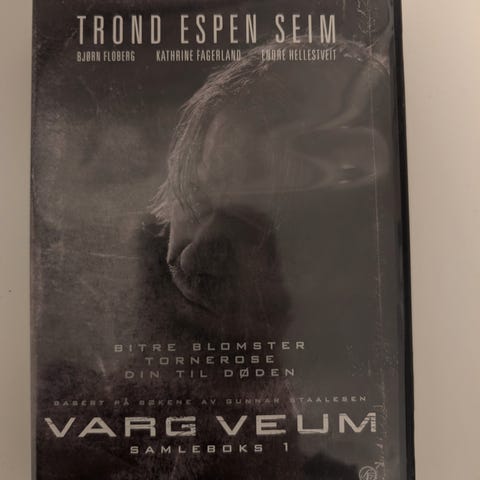 TROND ESPEN SEIM
BJØRN FLOBERG KATHRINE FAGERLAND ENDRE HELLESTVEIT
BITRE BLOMSTER
TORNEROSE
DIN TIL DØDEN
BASERT PÅ BØKENE AV GUNNAR STAALESEN
VARG VEUM
SAMLEBOKS 1